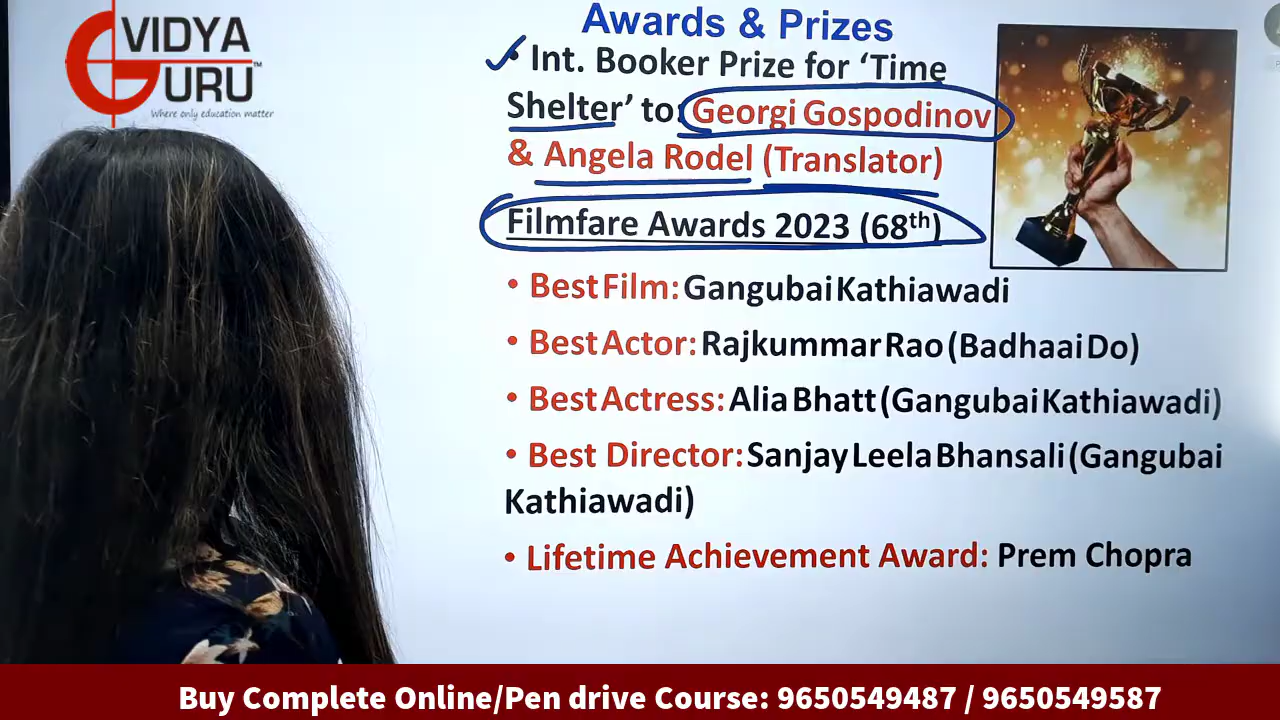 VIDYA
GURU™
Where only education matter
Awards & Prizes
• Int. Booker Prize for ‘Time
Shelter’ to: Georgi Gospodinov
& Angela Rodel (Translator)
Filmfare Awards 2023 (68th)
• Best Film: Gangubai Kathiawadi
• Best Actor: Rajkummar Rao (Badhaai Do)
• Best Actress: Alia Bhatt (Gangubai Kathiawadi)
• Best Director: Sanjay Leela Bhansali (Gangubai
Kathiawadi)
• Lifetime Achievement Award: Prem Chopra
Buy Complete Online/Pen drive Course: 9650549487 / 9650549587